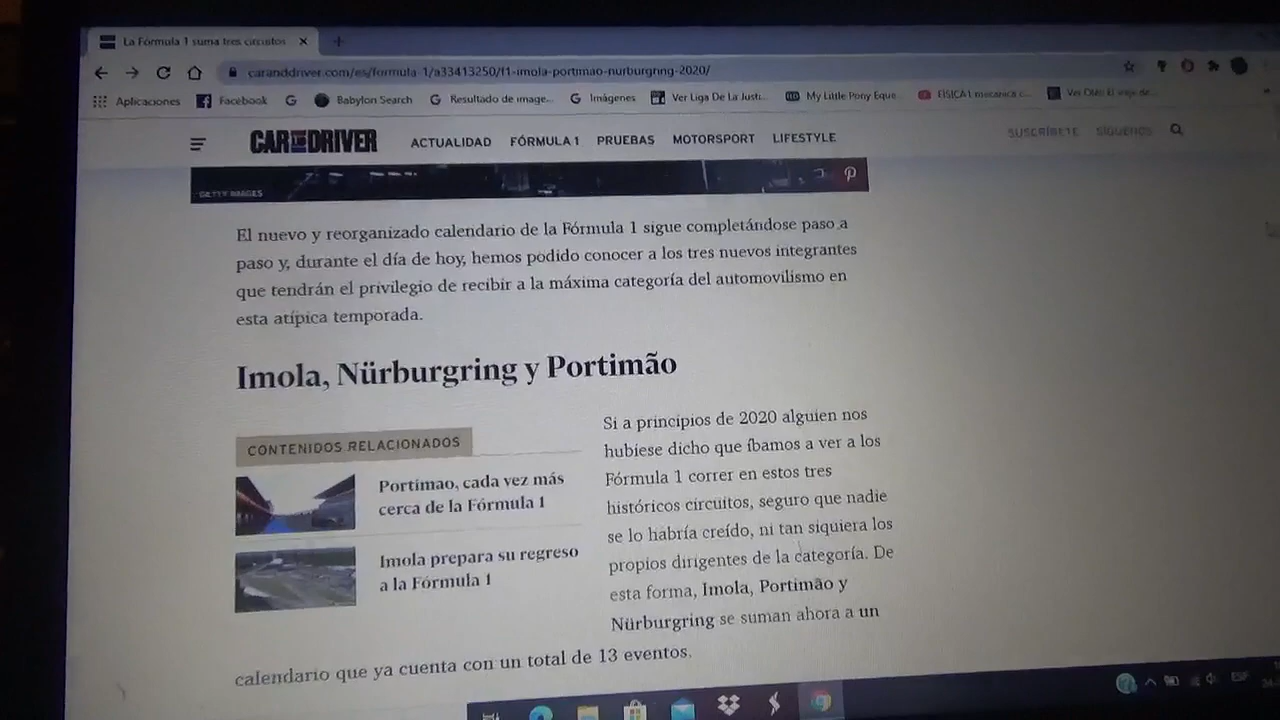 La Fórmula 1 suma tres circuitos
caranddriver.com/es/formula-1/a33413250/f1-imola-portimao-nurburgring-2020/
Aplicaciones Facebook Babylon Search Resultado de image... Imágenes Ver Liga De La Justi... My Little Pony Eque... FISICA I mecanica c...
CAR AND DRIVER ACTUALIDAD FÓRMULA 1 PRUEBAS MOTORSPORT LIFESTYLE SUSCRÍBETE SÍGUENOS
GETTY IMAGES
El nuevo y reorganizado calendario de la Fórmula 1 sigue completándose paso a
paso y, durante el día de hoy, hemos podido conocer a los tres nuevos integrantes
que tendrán el privilegio de recibir a la máxima categoría del automovilismo en
esta atípica temporada.
Imola, Nürburgring y Portimão
CONTENIDOS RELACIONADOS
Portimao, cada vez más
cerca de la Fórmula 1
Imola prepara su regreso
a la Fórmula 1
Si a principios de 2020 alguien nos
hubiese dicho que íbamos a ver a los
Fórmula 1 correr en estos tres
históricos circuitos, seguro que nadie
se lo habría creído, ni tan siquiera los
propios dirigentes de la categoría. De
esta forma, Imola, Portimão y
Nürburgring se suman ahora a un
calendario que ya cuenta con un total de 13 eventos.
ESP